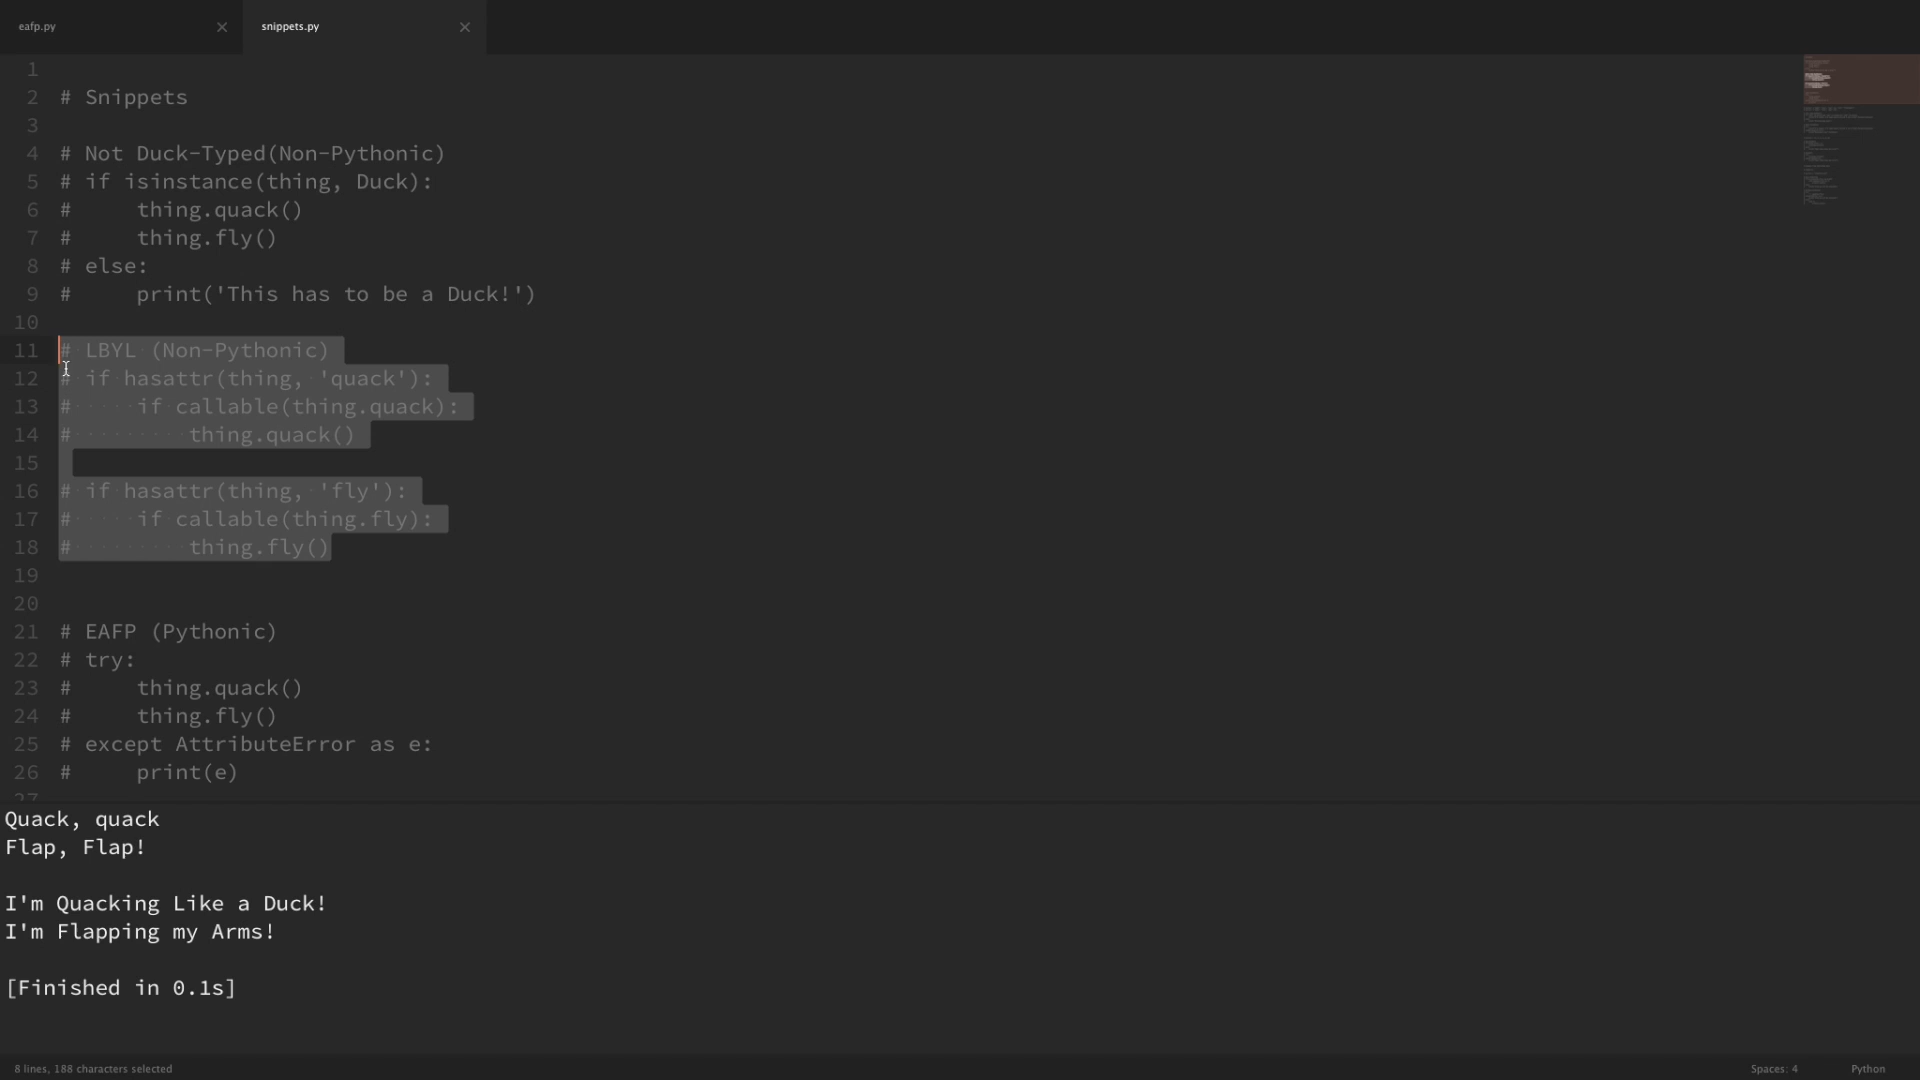 eafp.py
snippets.py
1
2 # Snippets
3
4 # Not Duck-Typed(Non-Pythonic)
5 # if isinstance(thing, Duck):
6 #     thing.quack()
7 #     thing.fly()
8 # else:
9 #     print('This has to be a Duck!')
10
11 # LBYL (Non-Pythonic)
12 # if hasattr(thing, 'quack'):
13 #     if callable(thing.quack):
14 #         thing.quack()
15
16 # if hasattr(thing, 'fly'):
17 #     if callable(thing.fly):
18 #         thing.fly()
19
20
21 # EAFP (Pythonic)
22 # try:
23 #     thing.quack()
24 #     thing.fly()
25 # except AttributeError as e:
26 #     print(e)
27
Quack, quack
Flap, Flap!
I'm Quacking Like a Duck!
I'm Flapping my Arms!
[Finished in 0.1s]
8 lines, 188 characters selected
Spaces: 4
Python